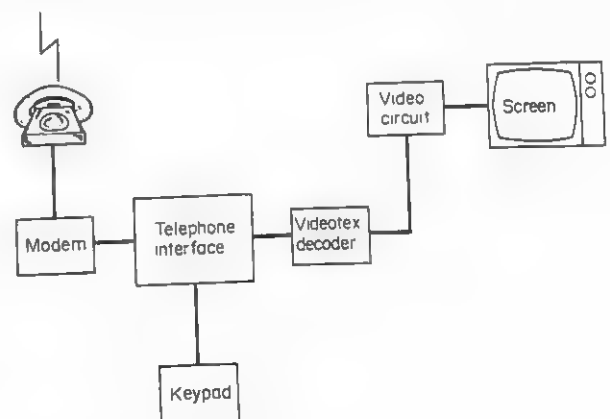 Video
circuit
Screen
Modem
Telephone
interface
Videotex
decoder
Keypad